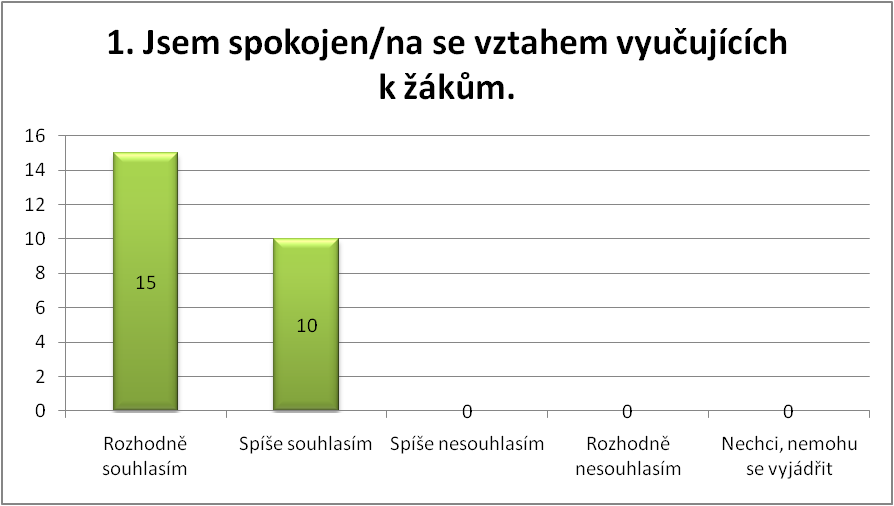 1. Jsem spokojen/na se vztahem vyučujících
k žákům.
16
14
12
10
8
6
4
2
0
15
10
0
0
0
Rozhodně
souhlasím
Spíše souhlasím
Spíše nesouhlasím
Rozhodně
nesouhlasím
Nechci, nemohu
se vyjádřit